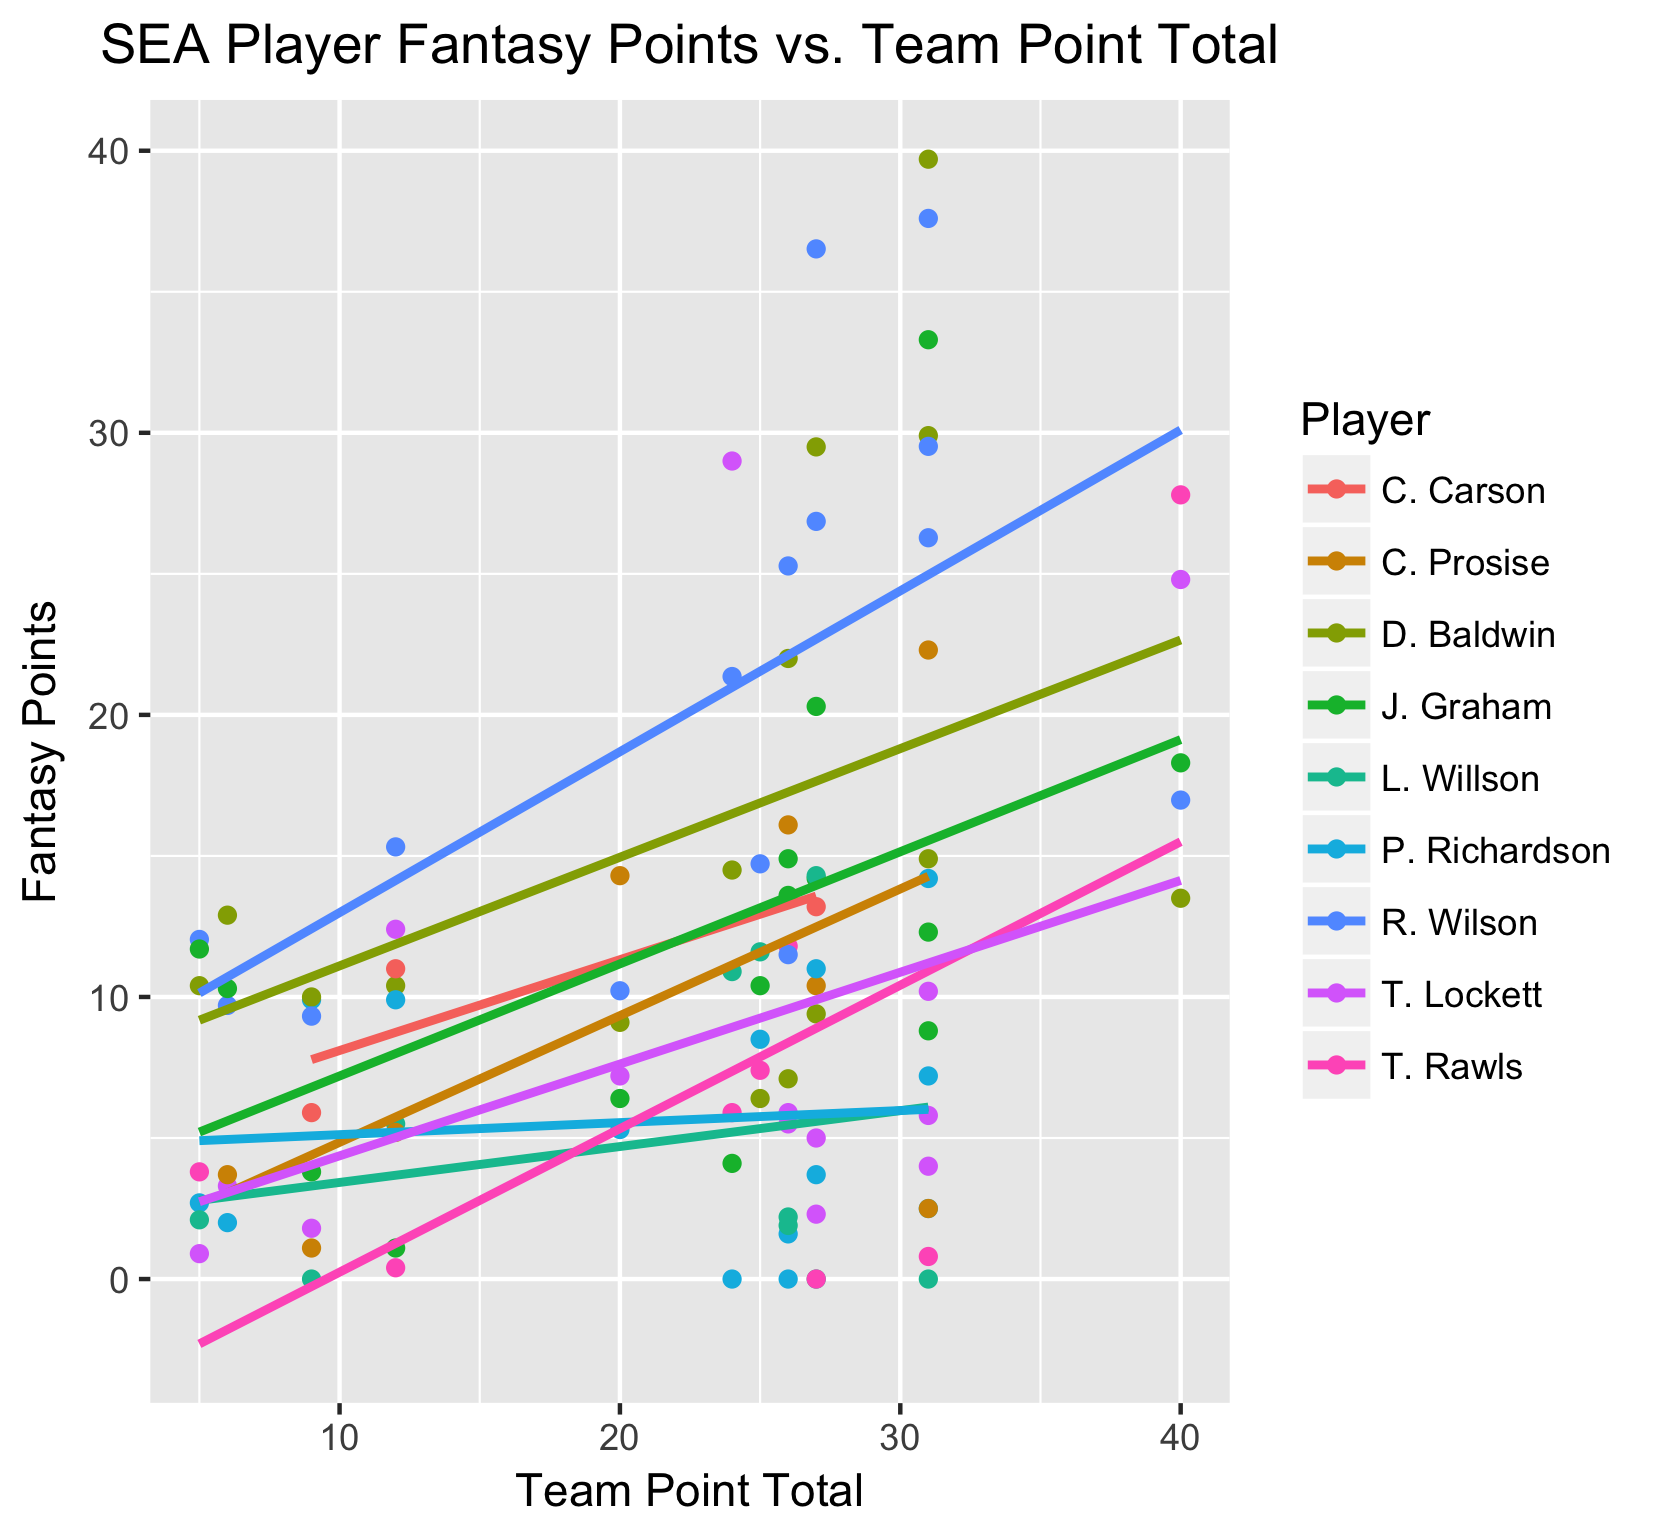 SEA Player Fantasy Points vs. Team Point Total
40
30
20
10
0
Fantasy Points
10 20 30 40
Team Point Total
Player
C. Carson
C. Prosise
D. Baldwin
J. Graham
L. Willson
P. Richardson
R. Wilson
T. Lockett
T. Rawls